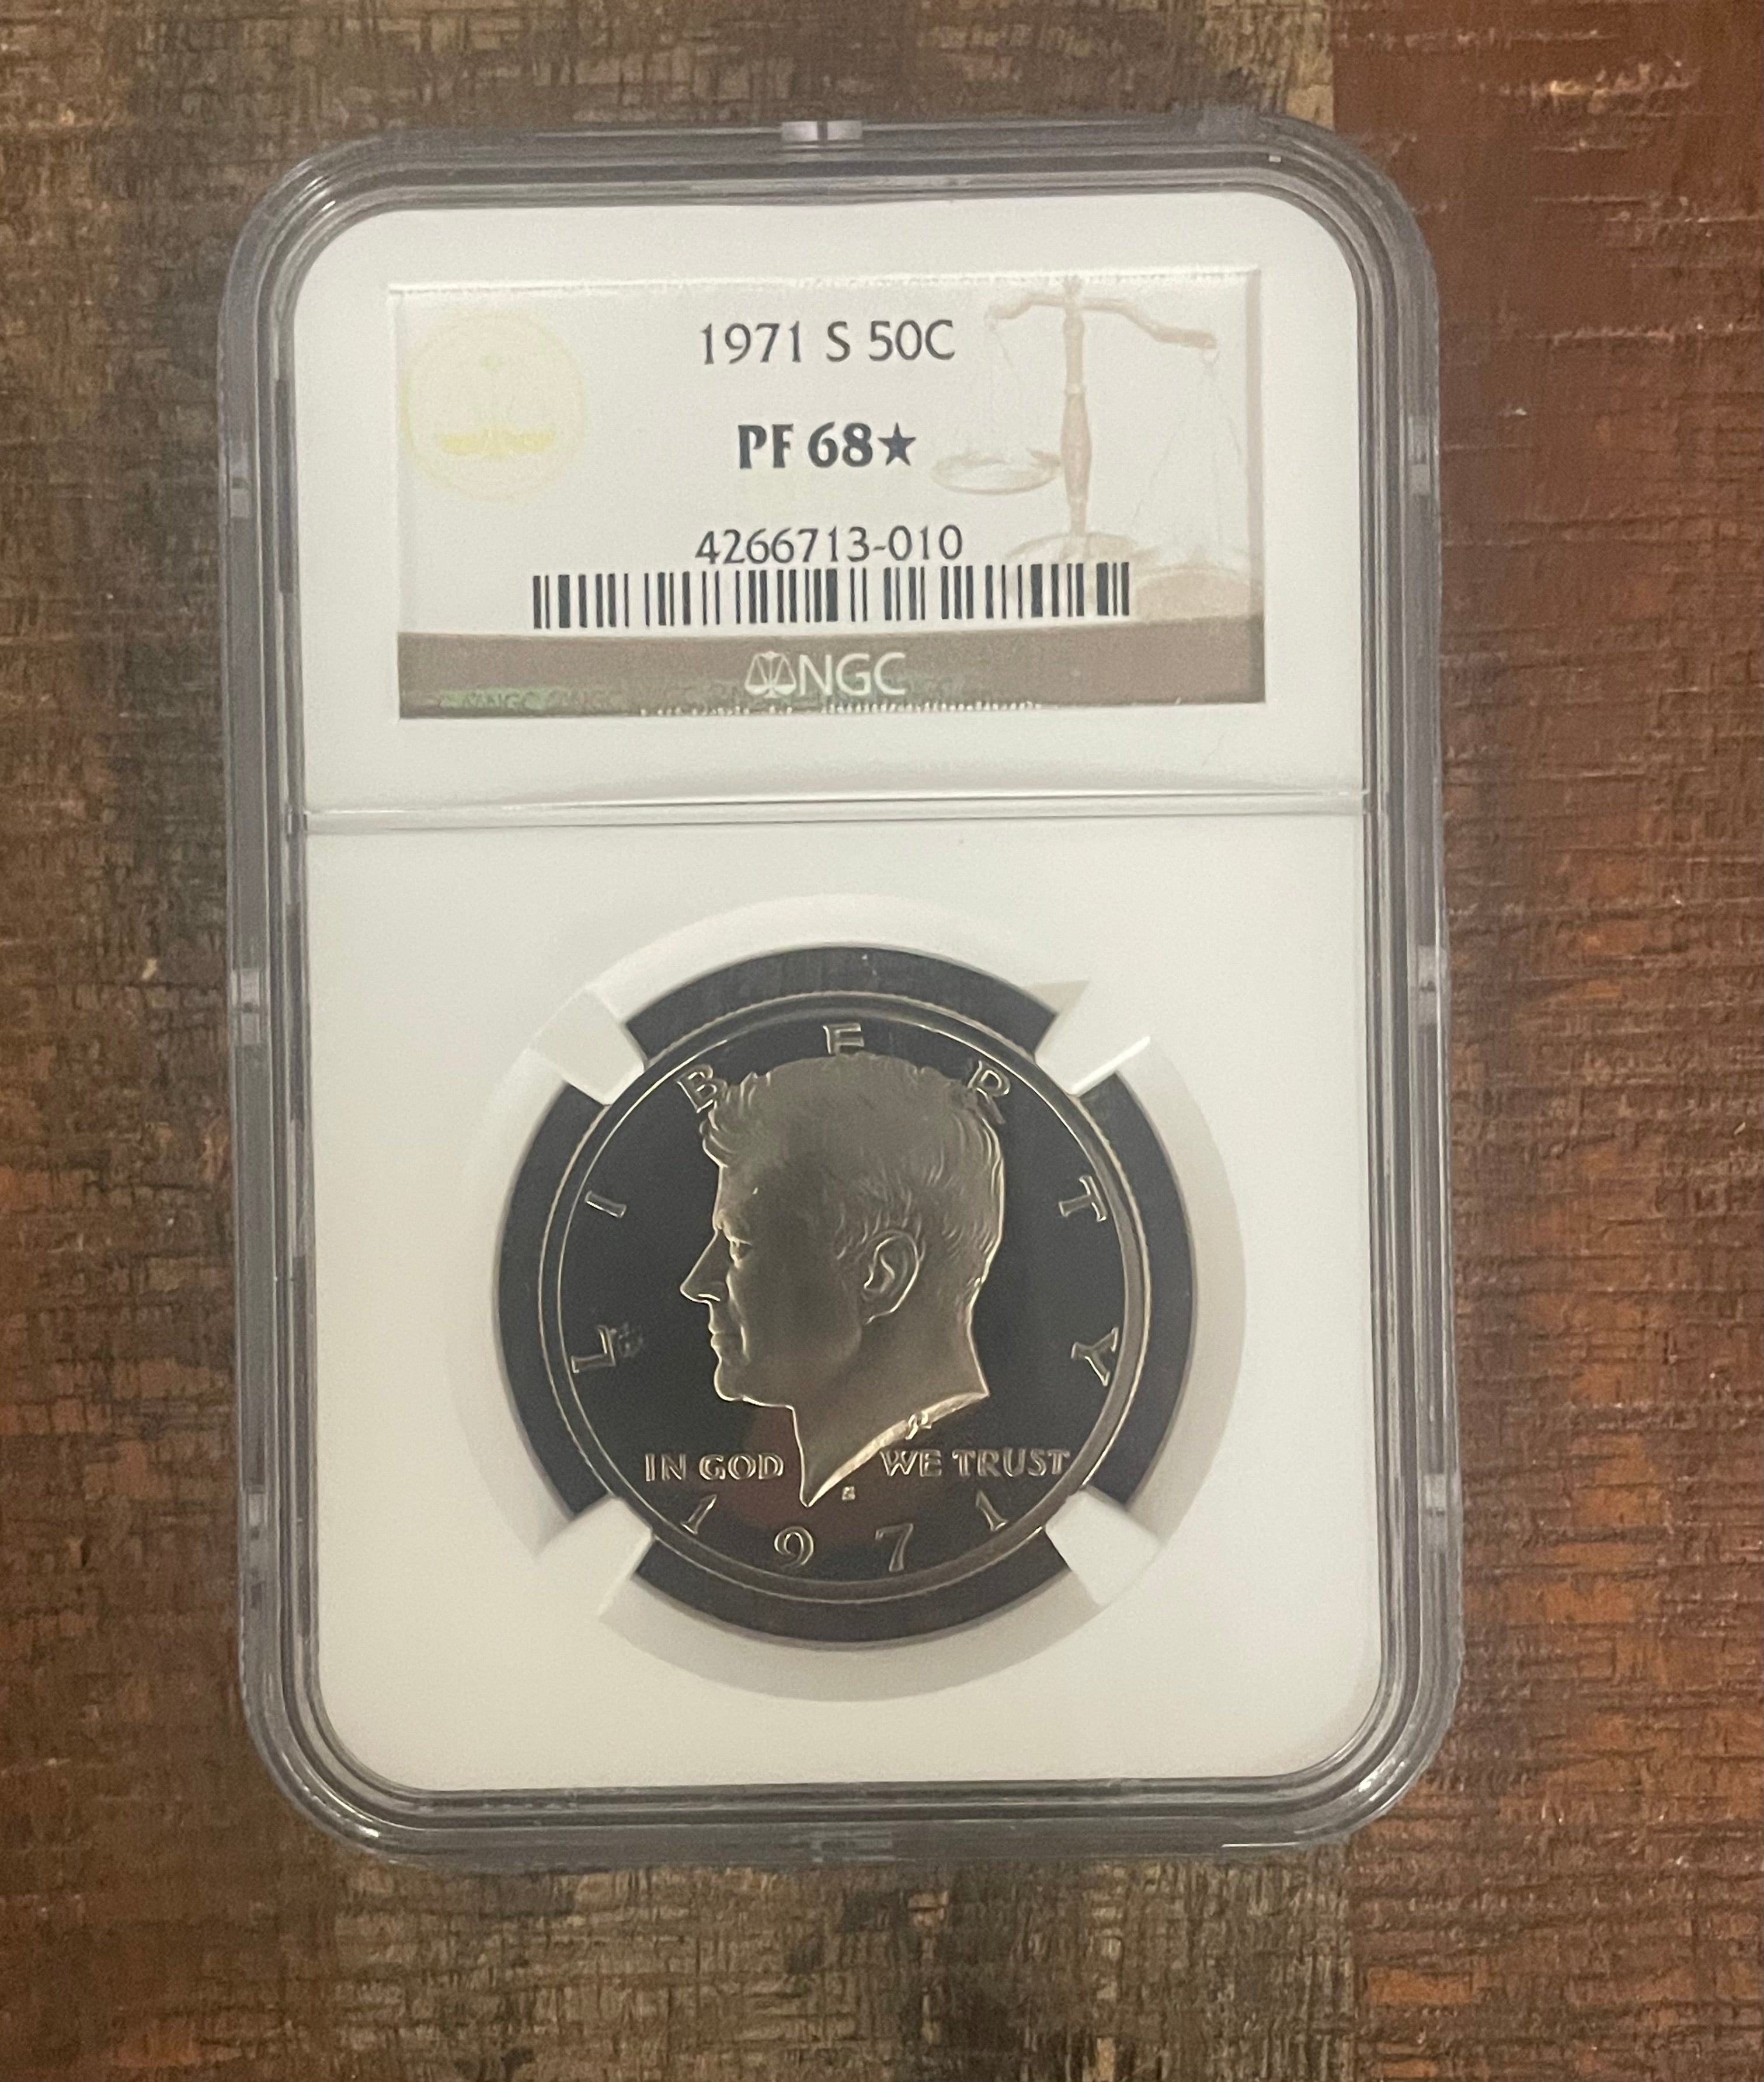 1971 S 50C
PF 68★
4266713-010
NGC
LIBERTY
IN GOD WE TRUST
S
1971